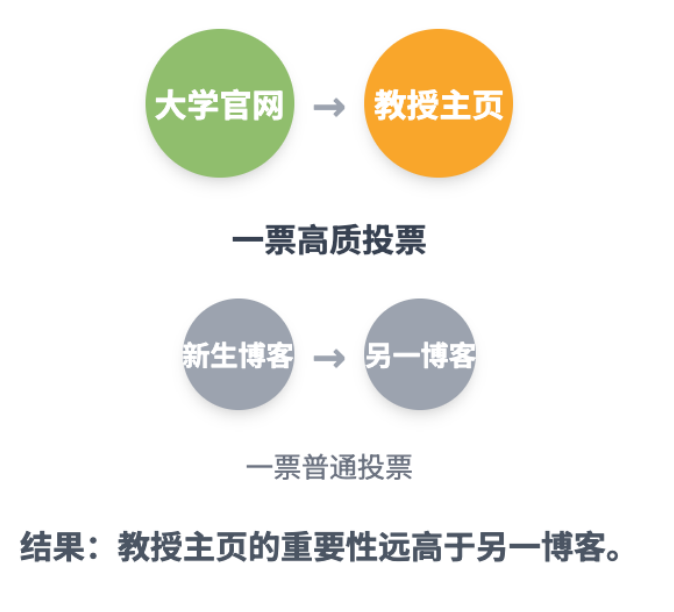 大学官网 → 教授主页
一票高质投票
新生博客 → 另一博客
一票普通投票
结果：教授主页的重要性远高于另一博客。